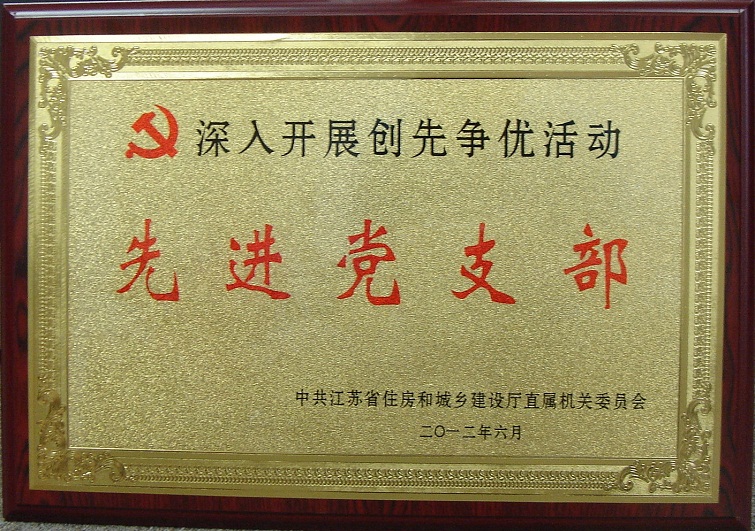 深入开展创先争优活动
先进党支部
中共江苏省住房和城乡建设厅直属机关委员会
二〇一二年六月